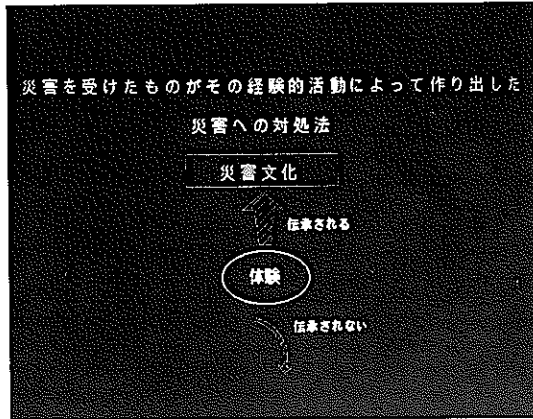 災害を受けたものがその経験的活動によって作り出した
災害への対処法
災害文化
伝承される
体験
伝承されない